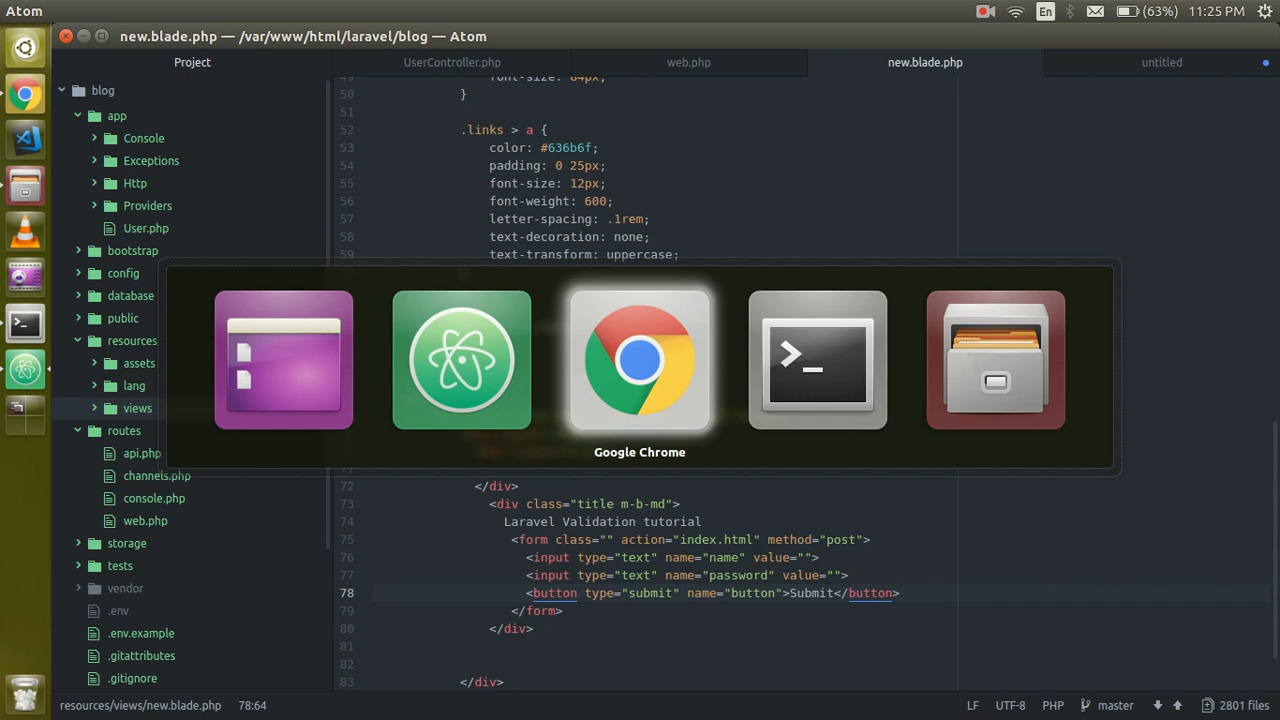 Atom
En
(63%)
11:25 PM
new.blade.php — /var/www/html/laravel/blog — Atom
Project
UserController.php
web.php
new.blade.php
untitled
blog
app
Console
Exceptions
Http
Providers
User.php
bootstrap
config
database
public
resources
assets
lang
views
routes
api.php
channels.php
console.php
web.php
storage
tests
vendor
.env
.env.example
.gitattributes
.gitignore
49 font-size: 84px;
50 }
51
52 .links > a {
53 color: #636b6f;
54 padding: 0 25px;
55 font-size: 12px;
56 font-weight: 600;
57 letter-spacing: .1rem;
58 text-decoration: none;
59 text-transform: uppercase;
Google Chrome
72 </div>
73 <div class="title m-b-md">
74 Laravel Validation tutorial
75 <form class="" action="index.html" method="post">
76 <input type="text" name="name" value="">
77 <input type="text" name="password" value="">
78 <button type="submit" name="button">Submit</button>
79 </form>
80 </div>
81
82
83 </div>
resources/views/new.blade.php 78:64
LF UTF-8 PHP master 2801 files